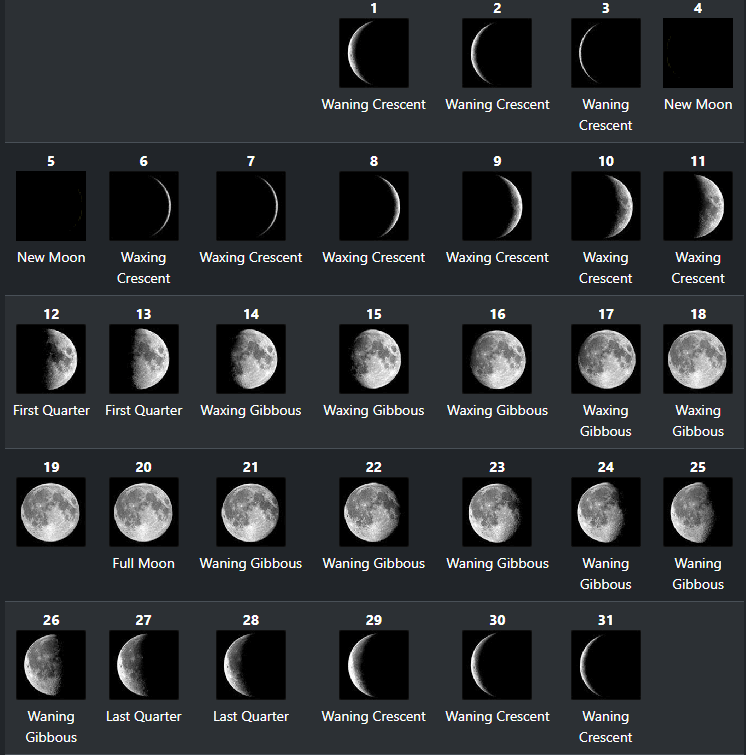 1 2 3 4
Waning Crescent Waning Crescent Waning New Moon
Crescent
5 6 7 8 9 10 11
New Moon Waxing Waxing Crescent Waxing Crescent Waxing Crescent Waxing Waxing
Crescent Crescent Crescent
12 13 14 15 16 17 18
First Quarter First Quarter Waxing Gibbous Waxing Gibbous Waxing Gibbous Waxing Waxing
Gibbous Gibbous
19 20 21 22 23 24 25
Full Moon Waning Gibbous Waning Gibbous Waning Gibbous Waning Waning
Gibbous Gibbous
26 27 28 29 30 31
Waning Last Quarter Last Quarter Waning Crescent Waning Crescent Waning
Gibbous Crescent